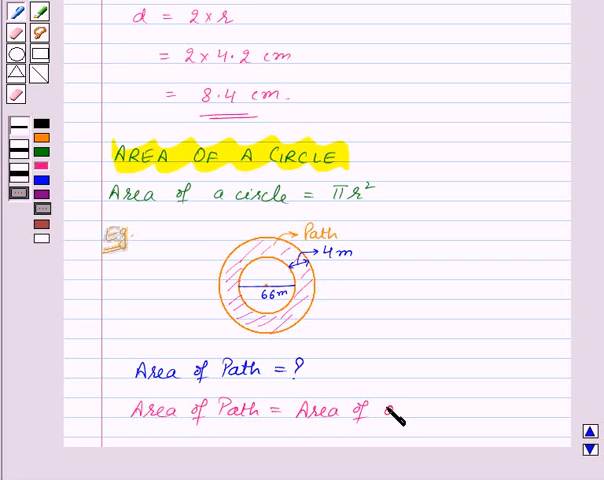 d = 2 × r
= 2 × 4.2 cm
= 8.4 cm.
AREA OF A CIRCLE
Area of a circle = πr²
Eg.
Path
4m
66m
Area of Path = ?
Area of Path = Area of